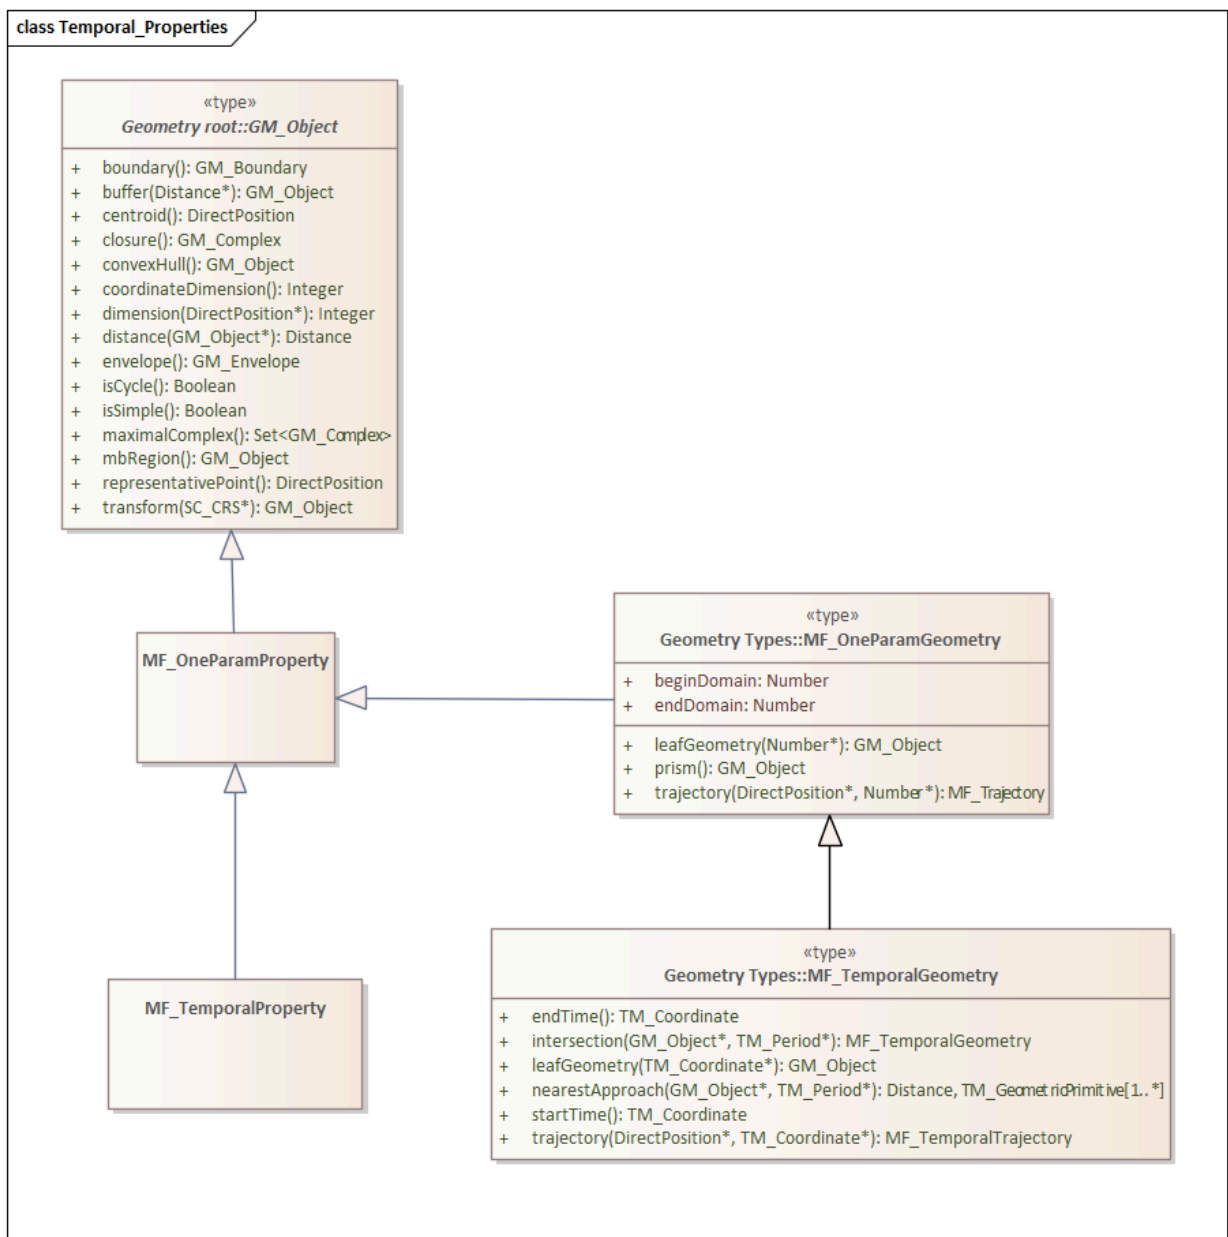 class Temporal_Properties
«type»
Geometry root::GM_Object
+ boundary(): GM_Boundary
+ buffer(Distance*): GM_Object
+ centroid(): DirectPosition
+ closure(): GM_Complex
+ convexHull(): GM_Object
+ coordinateDimension(): Integer
+ dimension(DirectPosition*): Integer
+ distance(GM_Object*): Distance
+ envelope(): GM_Envelope
+ isCycle(): Boolean
+ isSimple(): Boolean
+ maximalComplex(): Set<GM_Complex>
+ mbRegion(): GM_Object
+ representativePoint(): DirectPosition
+ transform(SC_CRS*): GM_Object
MF_OneParamProperty
«type»
Geometry Types::MF_OneParamGeometry
+ beginDomain: Number
+ endDomain: Number
+ leafGeometry(Number*): GM_Object
+ prism(): GM_Object
+ trajectory(DirectPosition*, Number*): MF_Trajectory
MF_TemporalProperty
«type»
Geometry Types::MF_TemporalGeometry
+ endTime(): TM_Coordinate
+ intersection(GM_Object*, TM_Period*): MF_TemporalGeometry
+ leafGeometry(TM_Coordinate*): GM_Object
+ nearestApproach(GM_Object*, TM_Period*): Distance, TM_GeometricPrimitive[1..*]
+ startTime(): TM_Coordinate
+ trajectory(DirectPosition*, TM_Coordinate*): MF_TemporalTrajectory